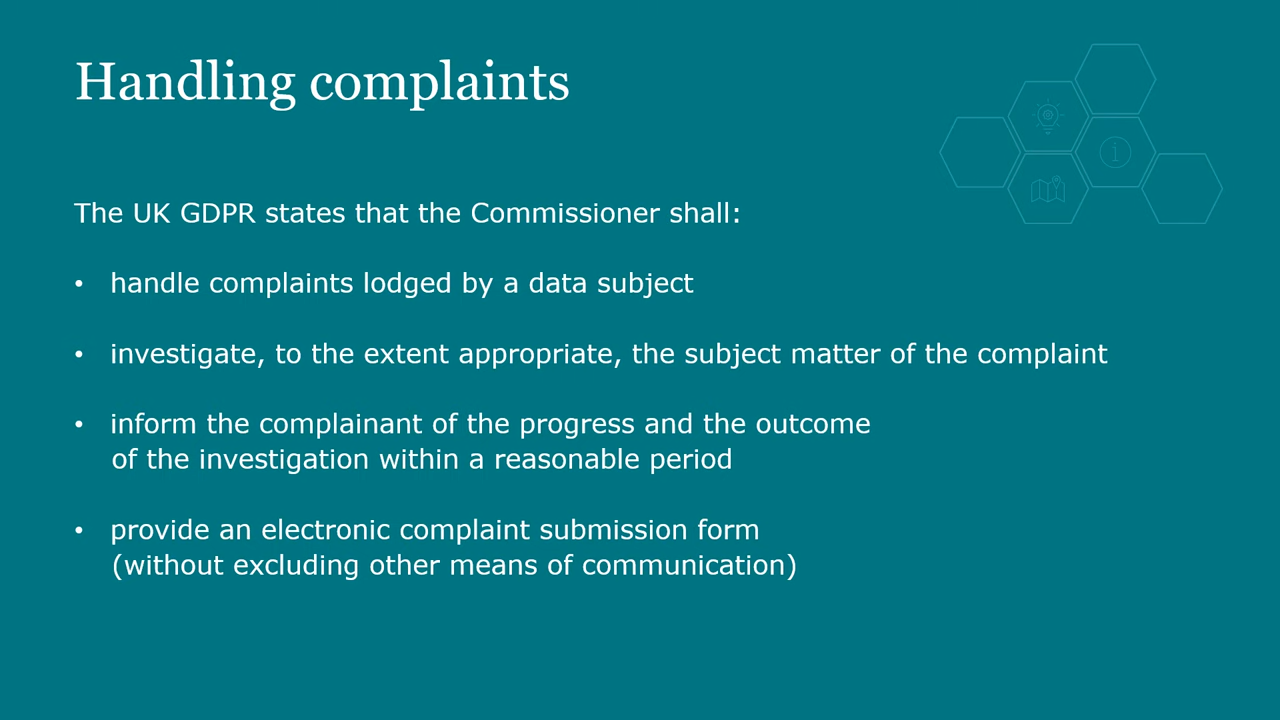 Handling complaints
The UK GDPR states that the Commissioner shall:
• handle complaints lodged by a data subject
• investigate, to the extent appropriate, the subject matter of the complaint
• inform the complainant of the progress and the outcome
of the investigation within a reasonable period
• provide an electronic complaint submission form
(without excluding other means of communication)